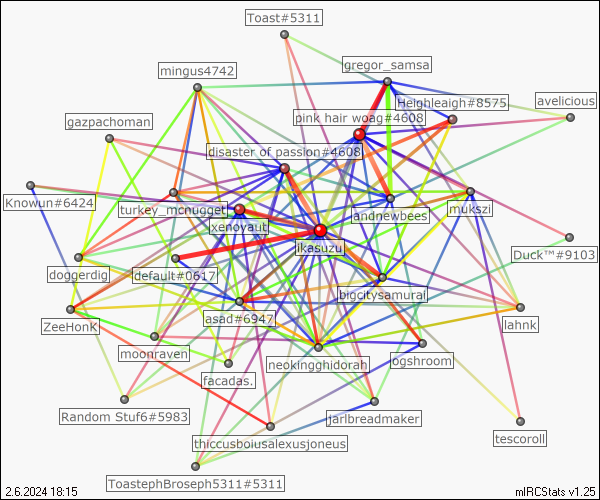 Toast#5311
gregor_samsa
mingus4742
Heighleaigh#8575
avelicious
pink hair woag#4608
gazpachoman
disaster of passion#4608
Knowun#6424
turkey_mcnugget
jandnewbees
mukszi
xenoyaut
ikasuzu
Duck™#9103
doggerdig
default#0617
bigcitysamurai
ZeeHonk
asad#6947
lahnk
moonraven
neokingghidorah
ogshroom
facadas.
Random Stuf6#5983
jarlbreadmaker
thiccusboiusalexusjoneus
tescoroll
ToastephBroseph5311#5311
2.6.2024 18:15
mIRCStats v1.25